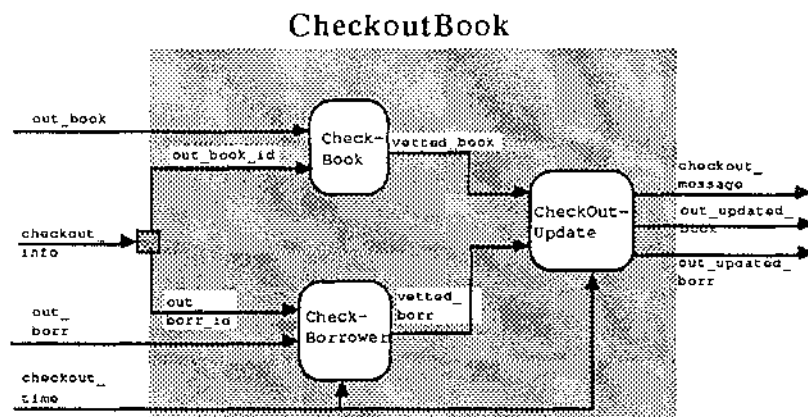 CheckoutBook
out_book
Check-
Book
vetted_book
out_book_id
checkout_
message
CheckOut-
Update
out_updated_
book
checkout_
info
out_updated_
borr
out_
borr_id
vetted_
borr
Check-
Borrower
out_
borr
checkout_
time